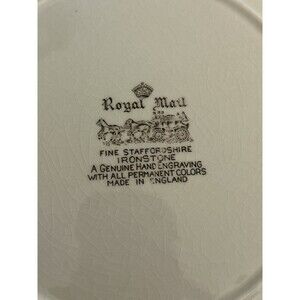 Royal Mail
FINE STAFFORDSHIRE
IRONSTONE
A GENUINE HAND ENGRAVING
WITH ALL PERMANENT COLORS
MADE IN ENGLAND